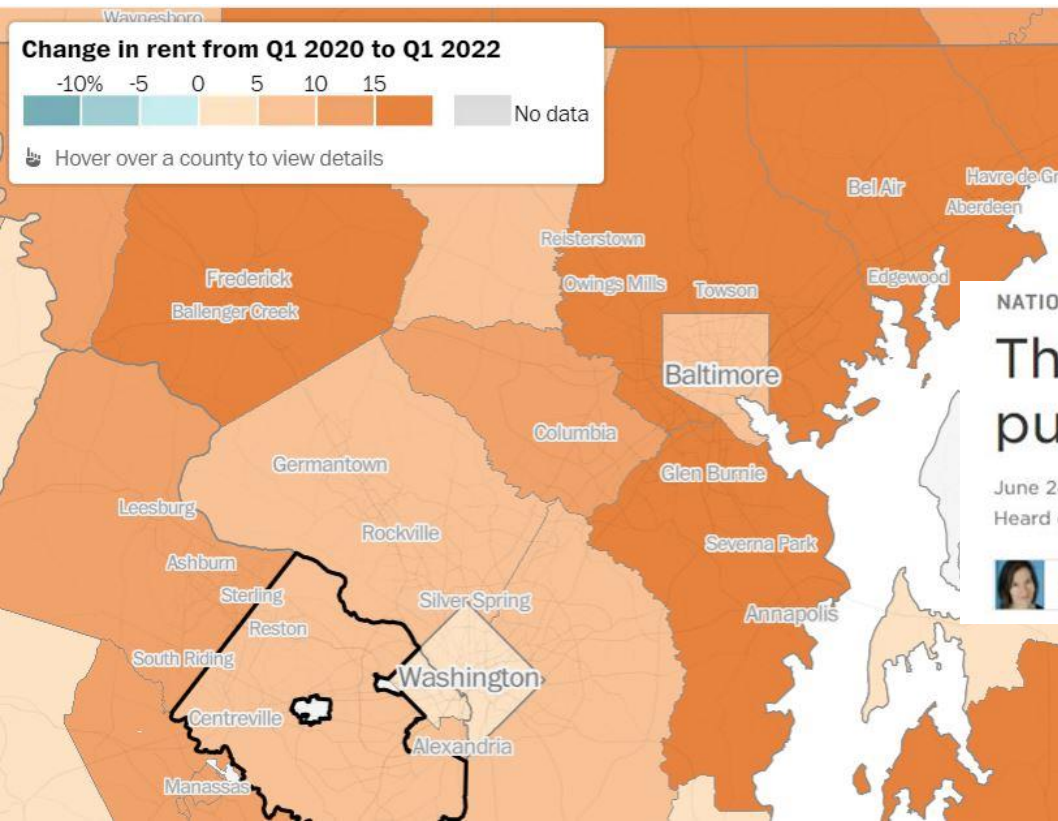 Waynesboro
Change in rent from Q1 2020 to Q1 2022
-10% -5 0 5 10 15
No data
Hover over a county to view details
Bel Air
Havre de Gr
Aberdeen
Reisterstown
Frederick
Owings Mills
Towson
Edgewood
Ballenger Creek
NATIO
Th
Baltimore
pu
Columbia
Germantown
Glen Burnie
June 2
Leesburg
Heard
Rockville
Severna Park
Ashburn
Sterling
Silver Spring
Annapolis
Reston
South Riding
Washington
Centreville
Alexandria
Manassas